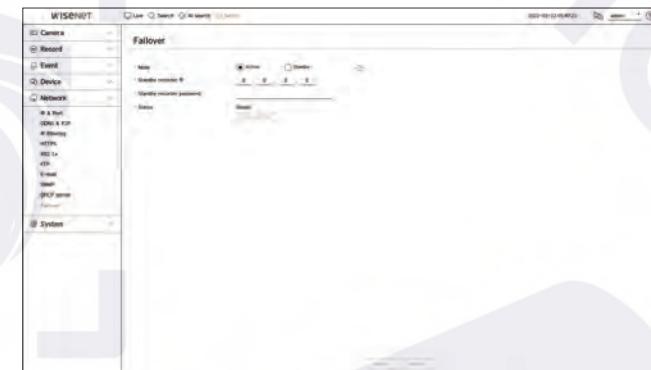 WISENET
Live Search AI search
admin
Camera
Record
Event
Device
Network
IP & Port
DDNS & P2P
IP filtering
HTTPS
802.1x
FTP
E-mail
SNMP
DHCP server
Failover
System
Failover
Mode Active Standby
Standby recorder IP 0 . 0 . 0 . 0
Standby recorder password
Status